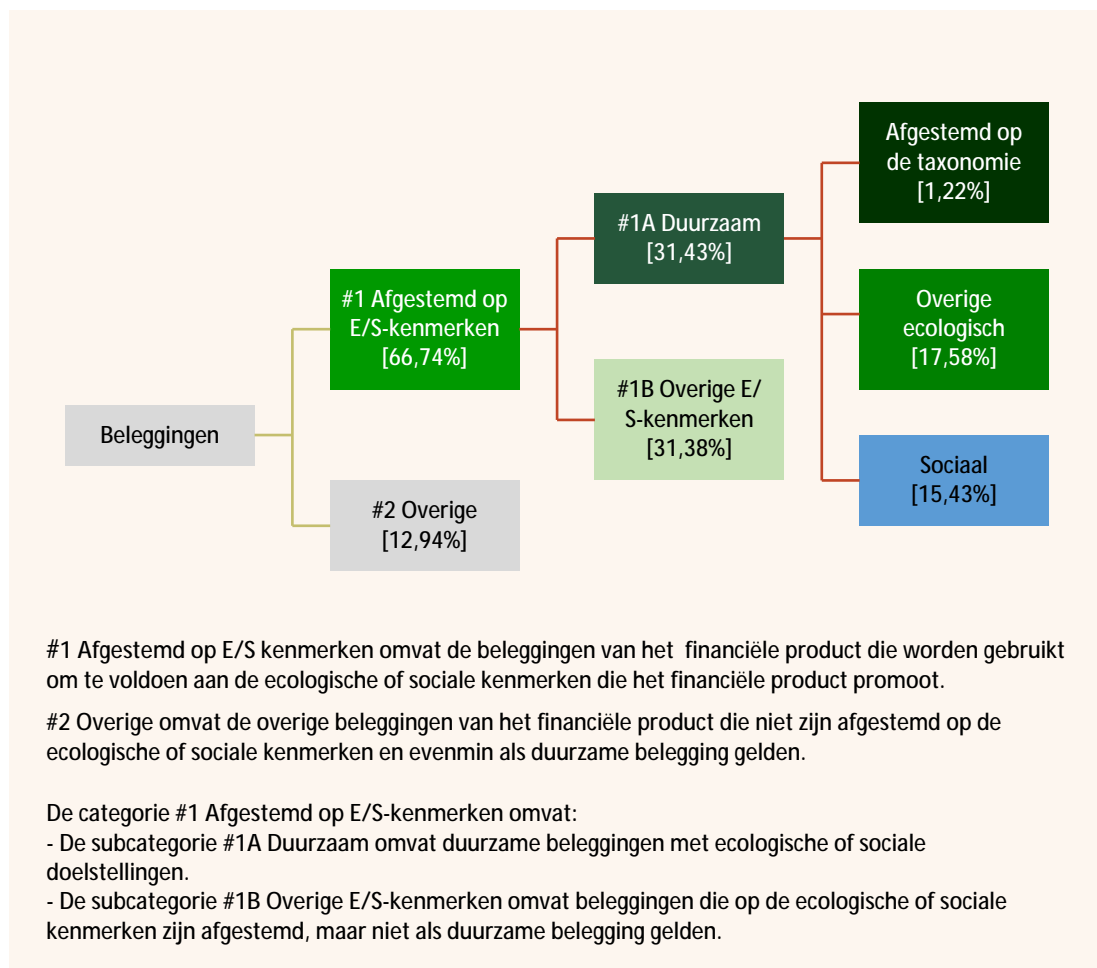 Afgestemd op
de taxonomie
[1,22%]
#1A Duurzaam
[31,43%]
#1 Afgestemd op
E/S-kenmerken
[66,74%]
Overige
ecologisch
[17,58%]
#1B Overige E/
S-kenmerken
[31,38%]
Beleggingen
Sociaal
[15,43%]
#2 Overige
[12,94%]
#1 Afgestemd op E/S kenmerken omvat de beleggingen van het financiële product die worden gebruikt
om te voldoen aan de ecologische of sociale kenmerken die het financiële product promoot.
#2 Overige omvat de overige beleggingen van het financiële product die niet zijn afgestemd op de
ecologische of sociale kenmerken en evenmin als duurzame belegging gelden.
De categorie #1 Afgestemd op E/S-kenmerken omvat:
- De subcategorie #1A Duurzaam omvat duurzame beleggingen met ecologische of sociale
doelstellingen.
- De subcategorie #1B Overige E/S-kenmerken omvat beleggingen die op de ecologische of sociale
kenmerken zijn afgestemd, maar niet als duurzame belegging gelden.